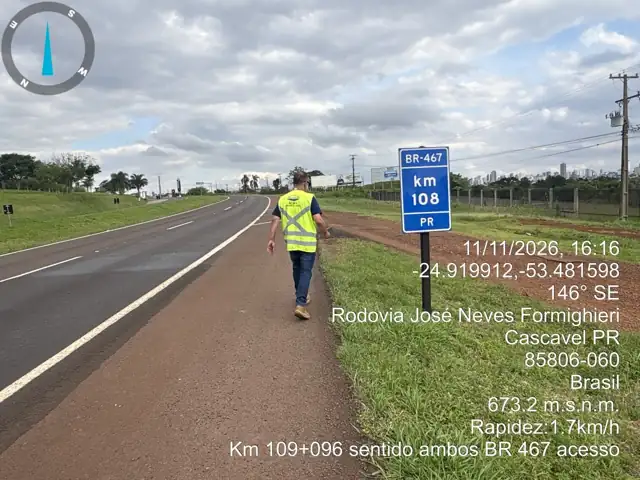 S
E
W
N
BR-467
km
108
PR
11/11/2026, 16:16
-24.919912,-53.481598
146° SE
Rodovia José Neves Formighieri
Cascavel PR
85806-060
Brasil
673.2 m.s.n.m.
Rapidez:1.7km/h
Km 109+096 sentido ambos BR 467 acesso